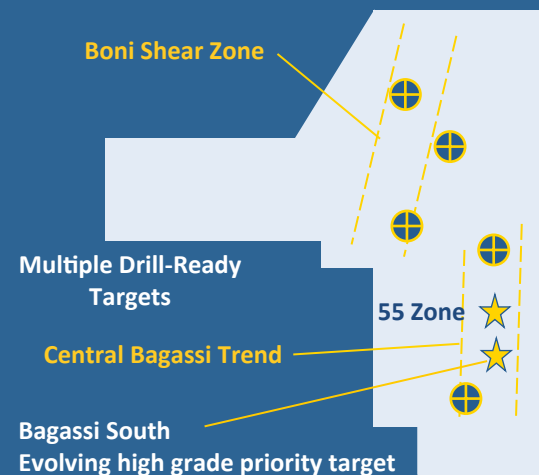 Boni Shear Zone
Multiple Drill-Ready
Targets
55 Zone
Central Bagassi Trend
Bagassi South
Evolving high grade priority target